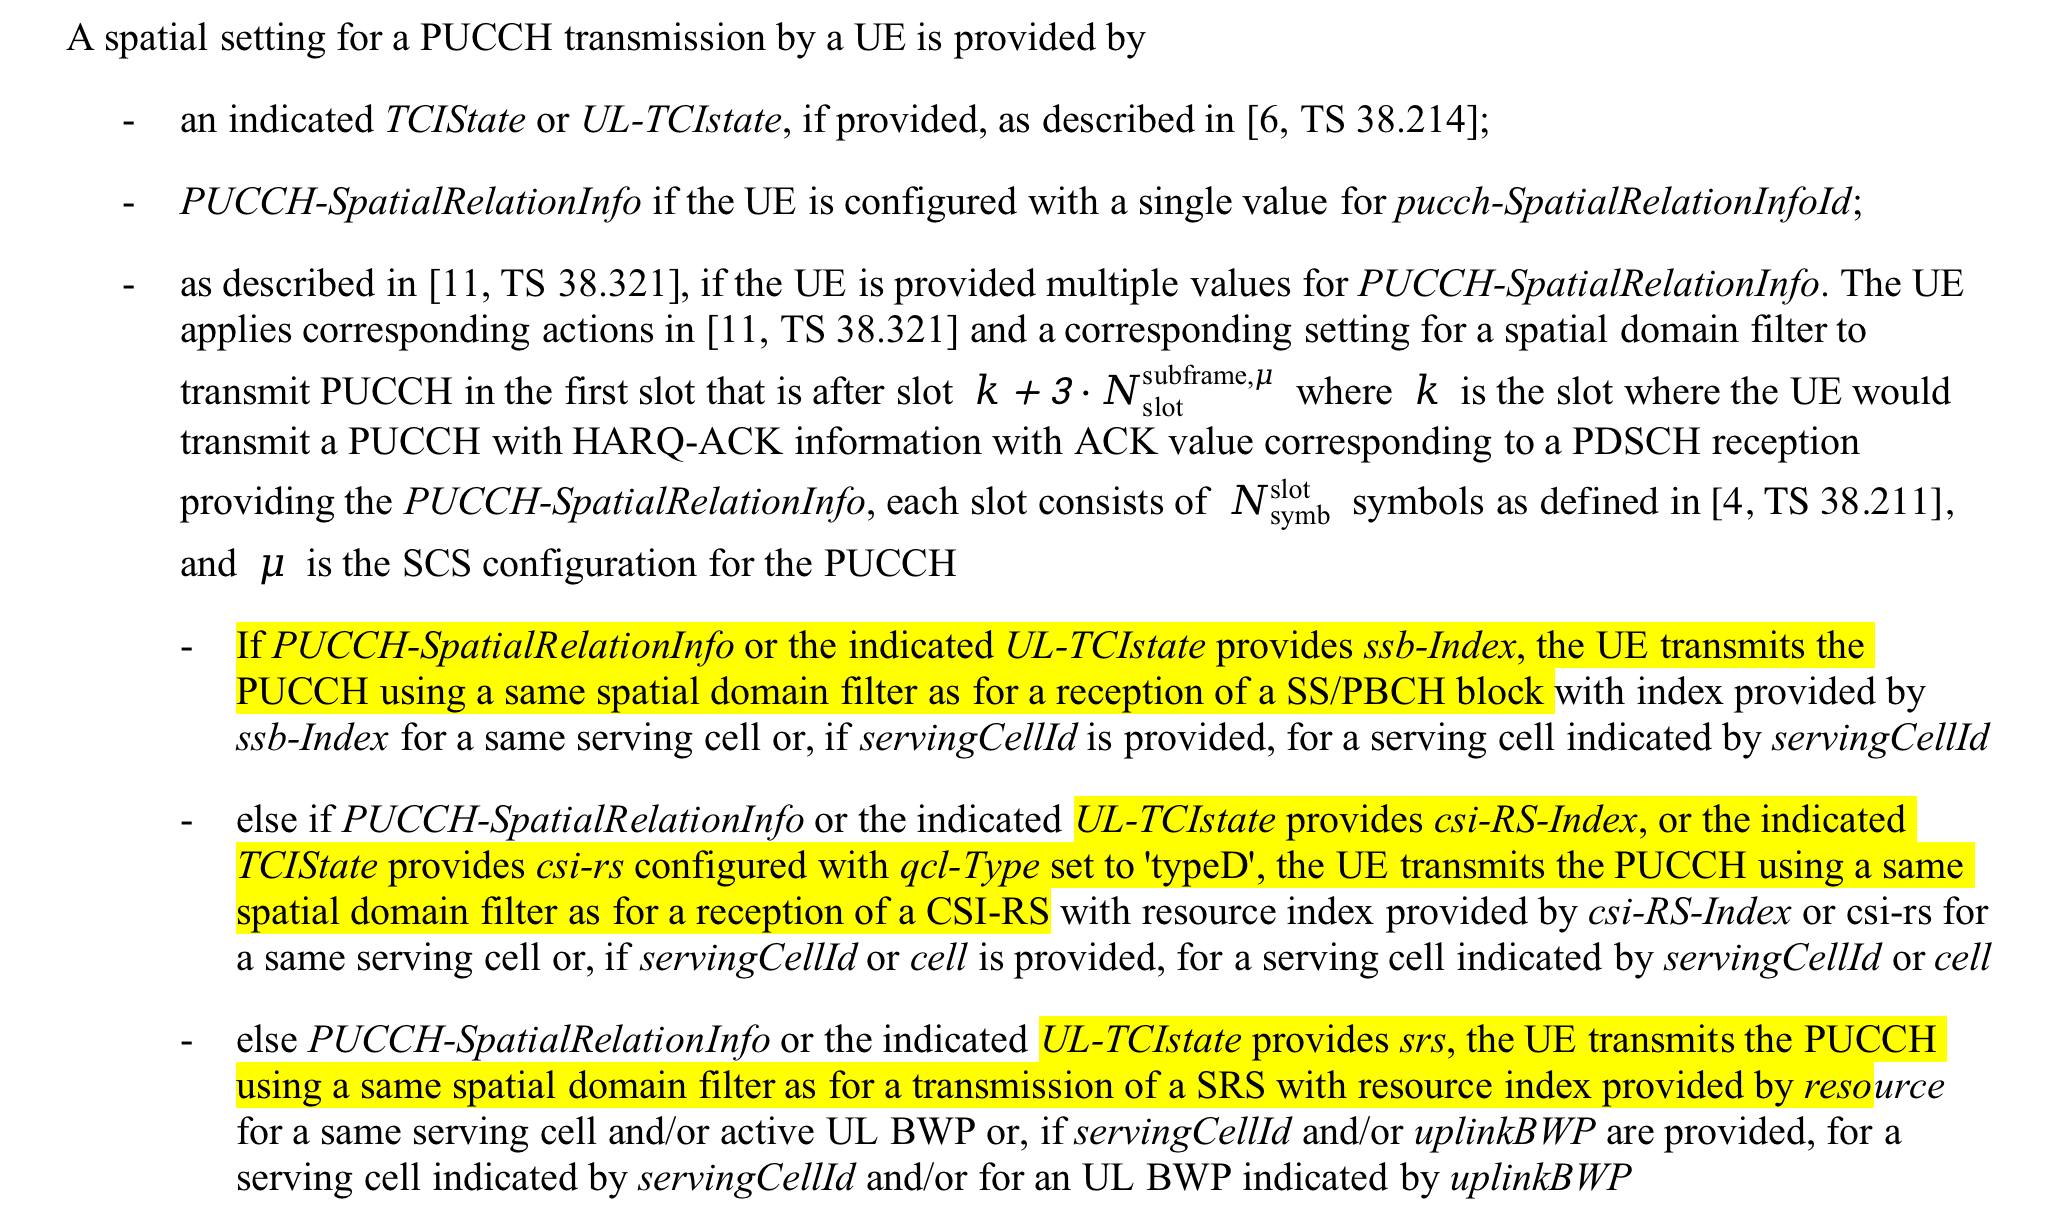 A spatial setting for a PUCCH transmission by a UE is provided by
- an indicated TCIState or UL-TCIstate, if provided, as described in [6, TS 38.214];
- PUCCH-SpatialRelationInfo if the UE is configured with a single value for pucch-SpatialRelationInfoId;
- as described in [11, TS 38.321], if the UE is provided multiple values for PUCCH-SpatialRelationInfo. The UE
applies corresponding actions in [11, TS 38.321] and a corresponding setting for a spatial domain filter to
transmit PUCCH in the first slot that is after slot k + 3 · N_slot^{subframe,μ} where k is the slot where the UE would
transmit a PUCCH with HARQ-ACK information with ACK value corresponding to a PDSCH reception
providing the PUCCH-SpatialRelationInfo, each slot consists of N_symb^{slot} symbols as defined in [4, TS 38.211],
and μ is the SCS configuration for the PUCCH
- If PUCCH-SpatialRelationInfo or the indicated UL-TCIstate provides ssb-Index, the UE transmits the
PUCCH using a same spatial domain filter as for a reception of a SS/PBCH block with index provided by
ssb-Index for a same serving cell or, if servingCellId is provided, for a serving cell indicated by servingCellId
- else if PUCCH-SpatialRelationInfo or the indicated UL-TCIstate provides csi-RS-Index, or the indicated
TCIState provides csi-rs configured with qcl-Type set to 'typeD', the UE transmits the PUCCH using a same
spatial domain filter as for a reception of a CSI-RS with resource index provided by csi-RS-Index or csi-rs for
a same serving cell or, if servingCellId or cell is provided, for a serving cell indicated by servingCellId or cell
- else PUCCH-SpatialRelationInfo or the indicated UL-TCIstate provides srs, the UE transmits the PUCCH
using a same spatial domain filter as for a transmission of a SRS with resource index provided by resource
for a same serving cell and/or active UL BWP or, if servingCellId and/or uplinkBWP are provided, for a
serving cell indicated by servingCellId and/or for an UL BWP indicated by uplinkBWP